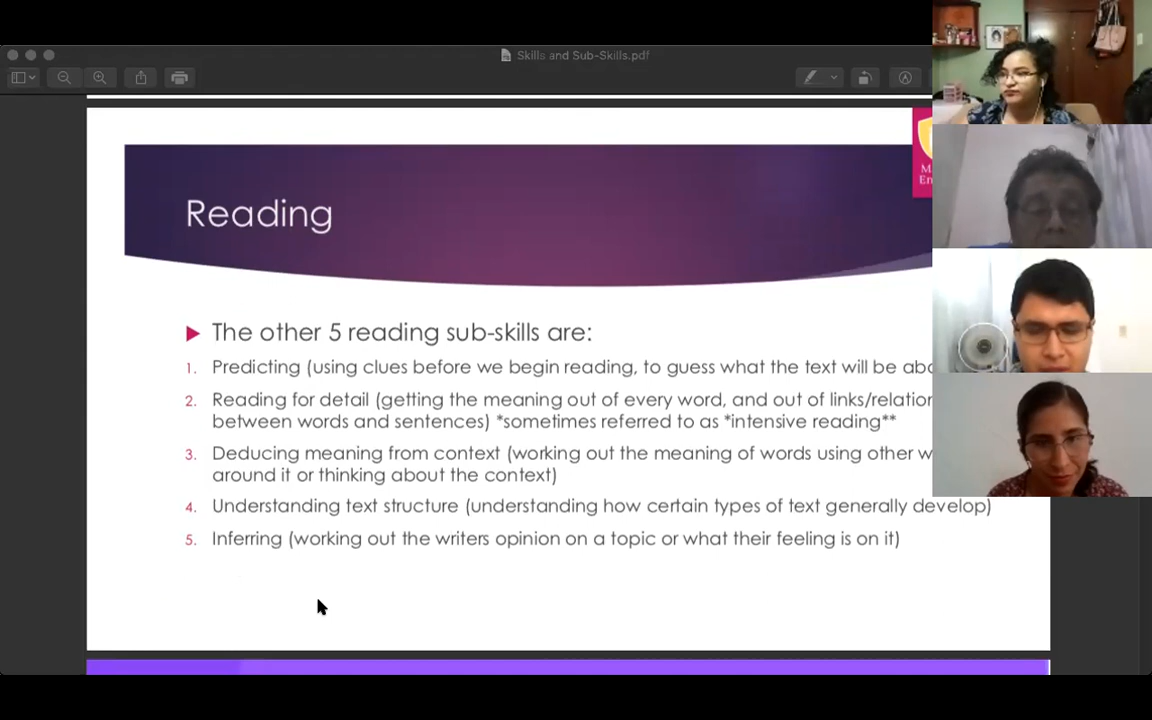 Skills and Sub-Skills.pdf
Reading
The other 5 reading sub-skills are:
1. Predicting (using clues before we begin reading, to guess what the text will be
2. Reading for detail (getting the meaning out of every word, and out of
between words and sentences) *sometimes referred to as *intensive reading**
3. Deducing meaning from context (working out the meaning of words using other
around it or thinking about the context)
4. Understanding text structure (understanding how certain types of text generally develop)
5. Inferring (working out the writers opinion on a topic or what their feeling is on it)